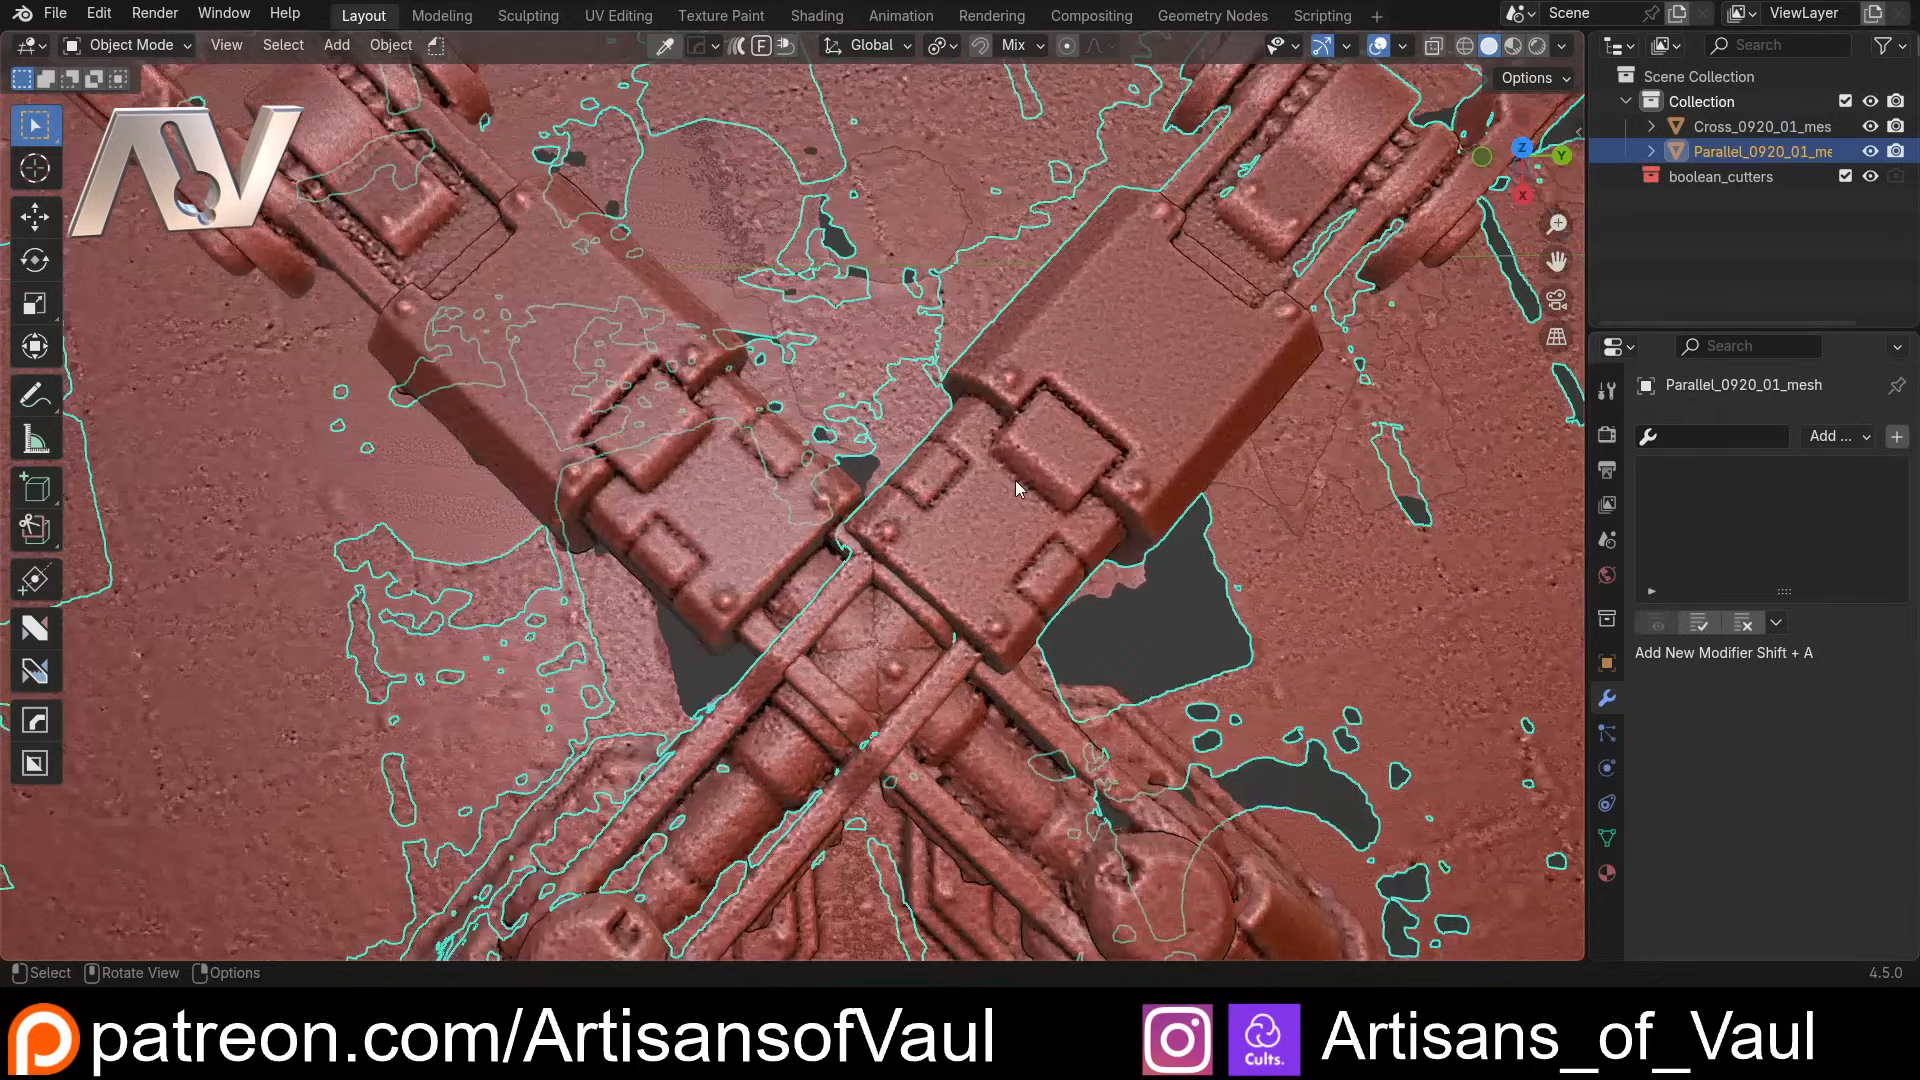 File Edit Render Window Help Layout Modeling Sculpting UV Editing Texture Paint Shading Animation Rendering Compositing Geometry Nodes Scripting + Scene ViewLayer
Object Mode View Select Add Object Global Mix Search
Options
Scene Collection
Collection
Cross_0920_01_mes
Parallel_0920_01_me
boolean_cutters
Z Y X
AV
Search
Parallel_0920_01_mesh
Add ...
Add New Modifier Shift + A
Select Rotate View Options 4.5.0
patreon.com/ArtisansofVaul Cults. Artisans_of_Vaul